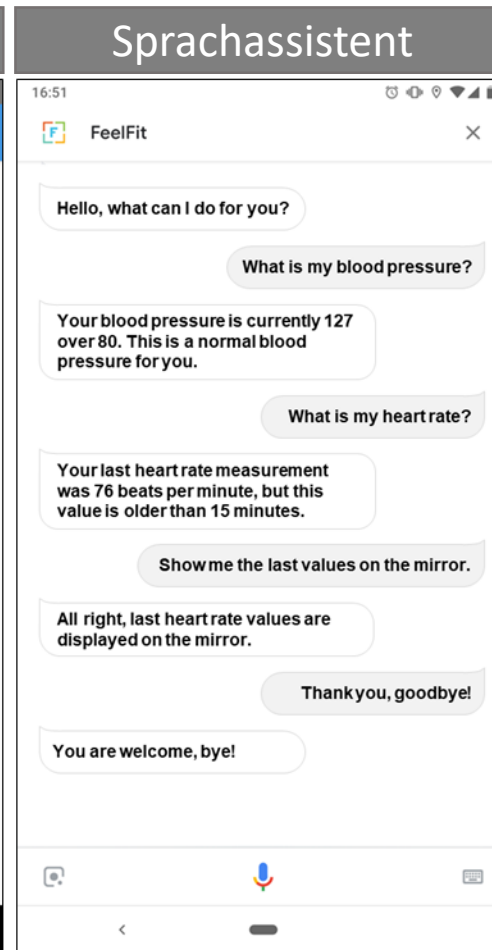 Sprachassistent
16:51
FeelFit
Hello, what can I do for you?
What is my blood pressure?
Your blood pressure is currently 127
over 80. This is a normal blood
pressure for you.
What is my heart rate?
Your last heart rate measurement
was 76 beats per minute, but this
value is older than 15 minutes.
Show me the last values on the mirror.
All right, last heart rate values are
displayed on the mirror.
Thank you, goodbye!
You are welcome, bye!